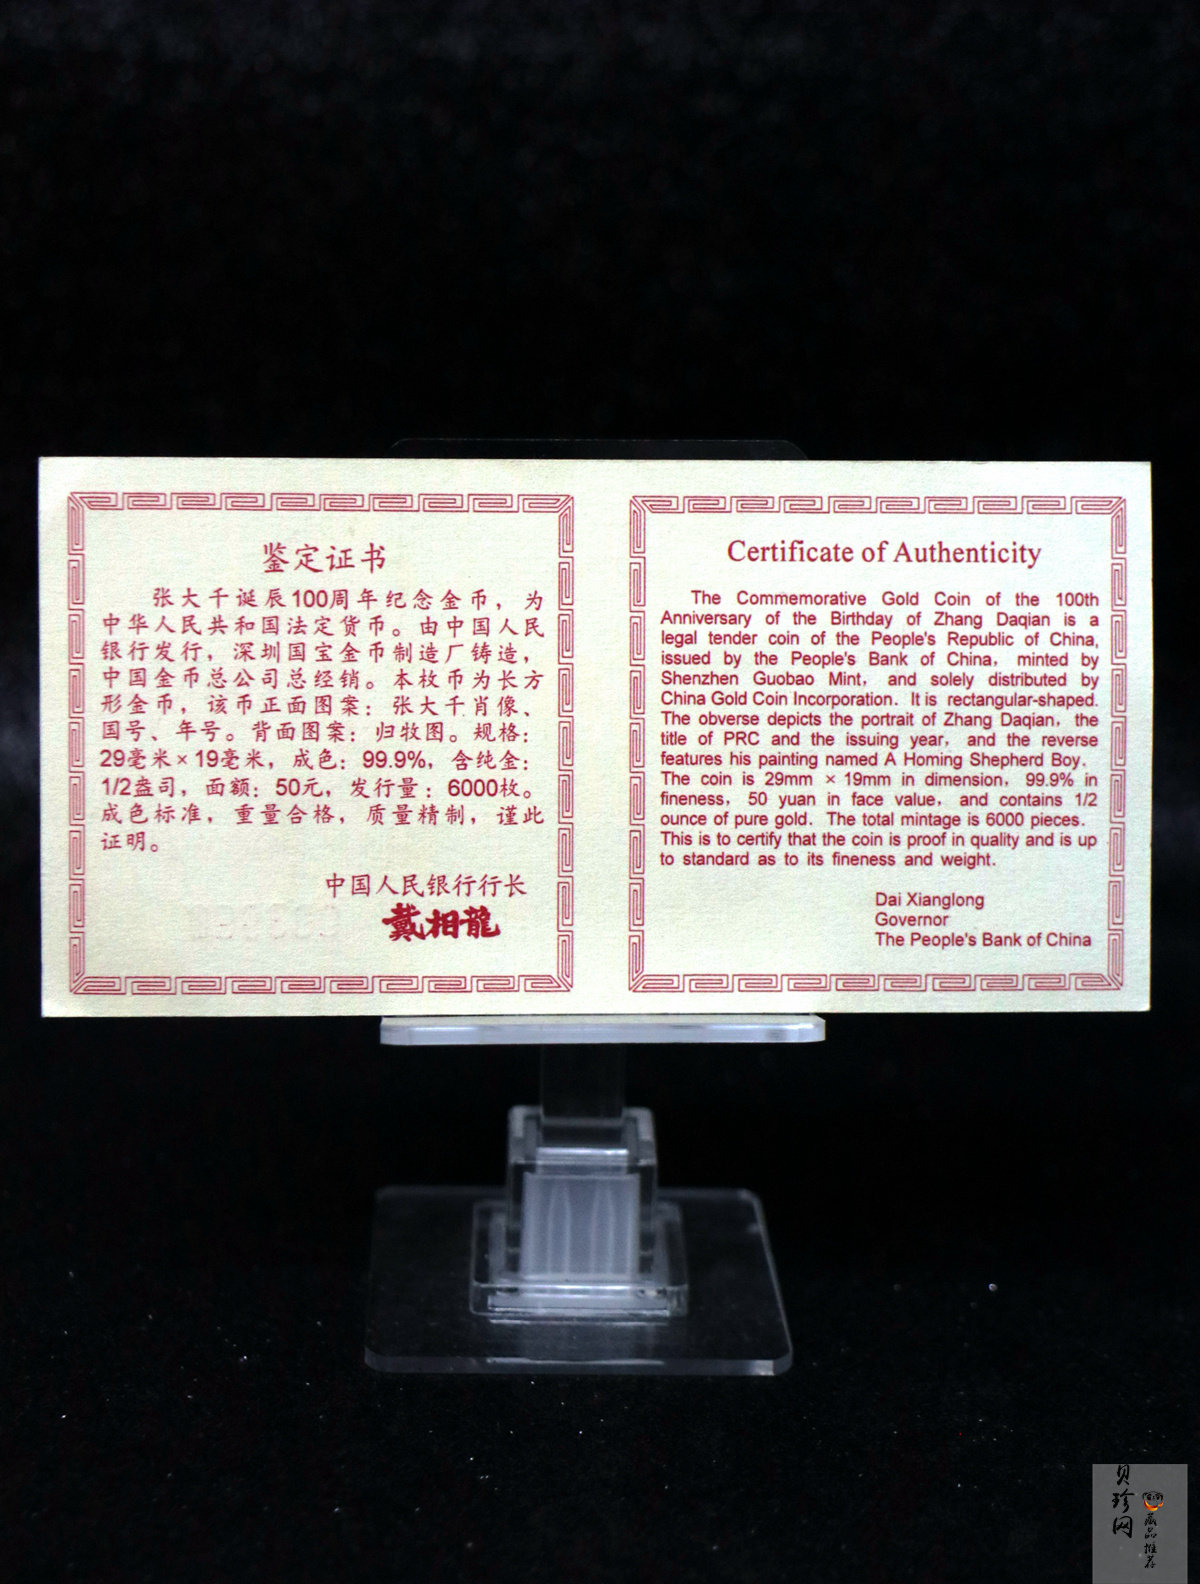 鉴定证书
张大千诞辰100周年纪念金币，为
中华人民共和国法定货币。由中国人民
银行发行，深圳国宝金币制造厂铸造，
中国金币总公司总经销。本枚币为长方
形金币，该币正面图案：张大千肖像、
国号、年号。背面图案：归牧图。规格：
29毫米×19毫米，成色：99.9%，含纯金：
1/2盎司，面额：50元，发行量：6000枚。
成色标准，重量合格，质量精制，谨此
证明。
中国人民银行行长
戴相龍
Certificate of Authenticity
The Commemorative Gold Coin of the 100th
Anniversary of the Birthday of Zhang Daqian is a
legal tender coin of the People's Republic of China,
issued by the People's Bank of China, minted by
Shenzhen Guobao Mint, and solely distributed by
China Gold Coin Incorporation. It is rectangular-shaped.
The obverse depicts the portrait of Zhang Daqian, the
title of PRC and the issuing year, and the reverse
features his painting named A Homing Shepherd Boy.
The coin is 29mm × 19mm in dimension, 99.9% in
fineness, 50 yuan in face value, and contains 1/2
ounce of pure gold. The total mintage is 6000 pieces.
This is to certify that the coin is proof in quality and is up
to standard as to its fineness and weight.
Dai Xianglong
Governor
The People's Bank of China
贝珍网
藏品推荐